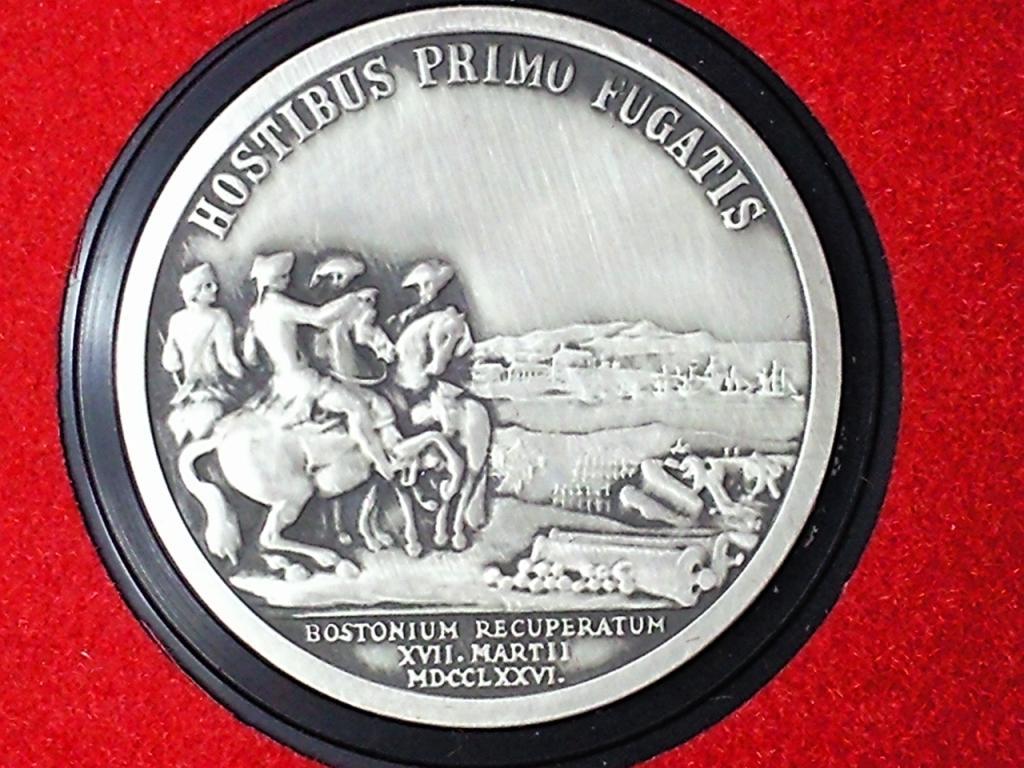 HOSTIBUS PRIMO FUGATIS
BOSTONIUM RECUPERATUM
XVII. MARTII
MDCCLXXVI.